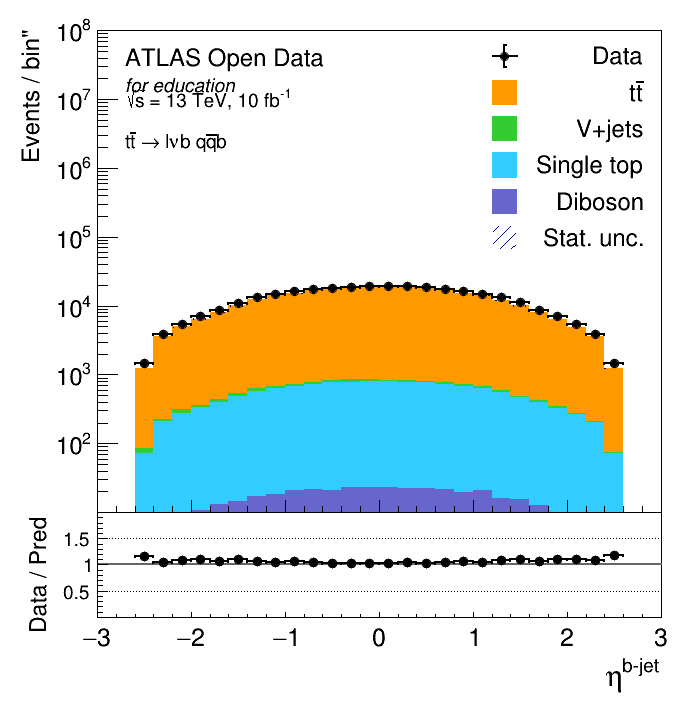 Events / bin"
10⁸
10⁷
10⁶
10⁵
10⁴
10³
10²
ATLAS Open Data
for education
√s = 13 TeV, 10 fb⁻¹
tt̄ → lνb qq̄b
Data
tt̄
V+jets
Single top
Diboson
Stat. unc.
Data / Pred
1.5
1
0.5
−3 −2 −1 0 1 2 3
η^b-jet